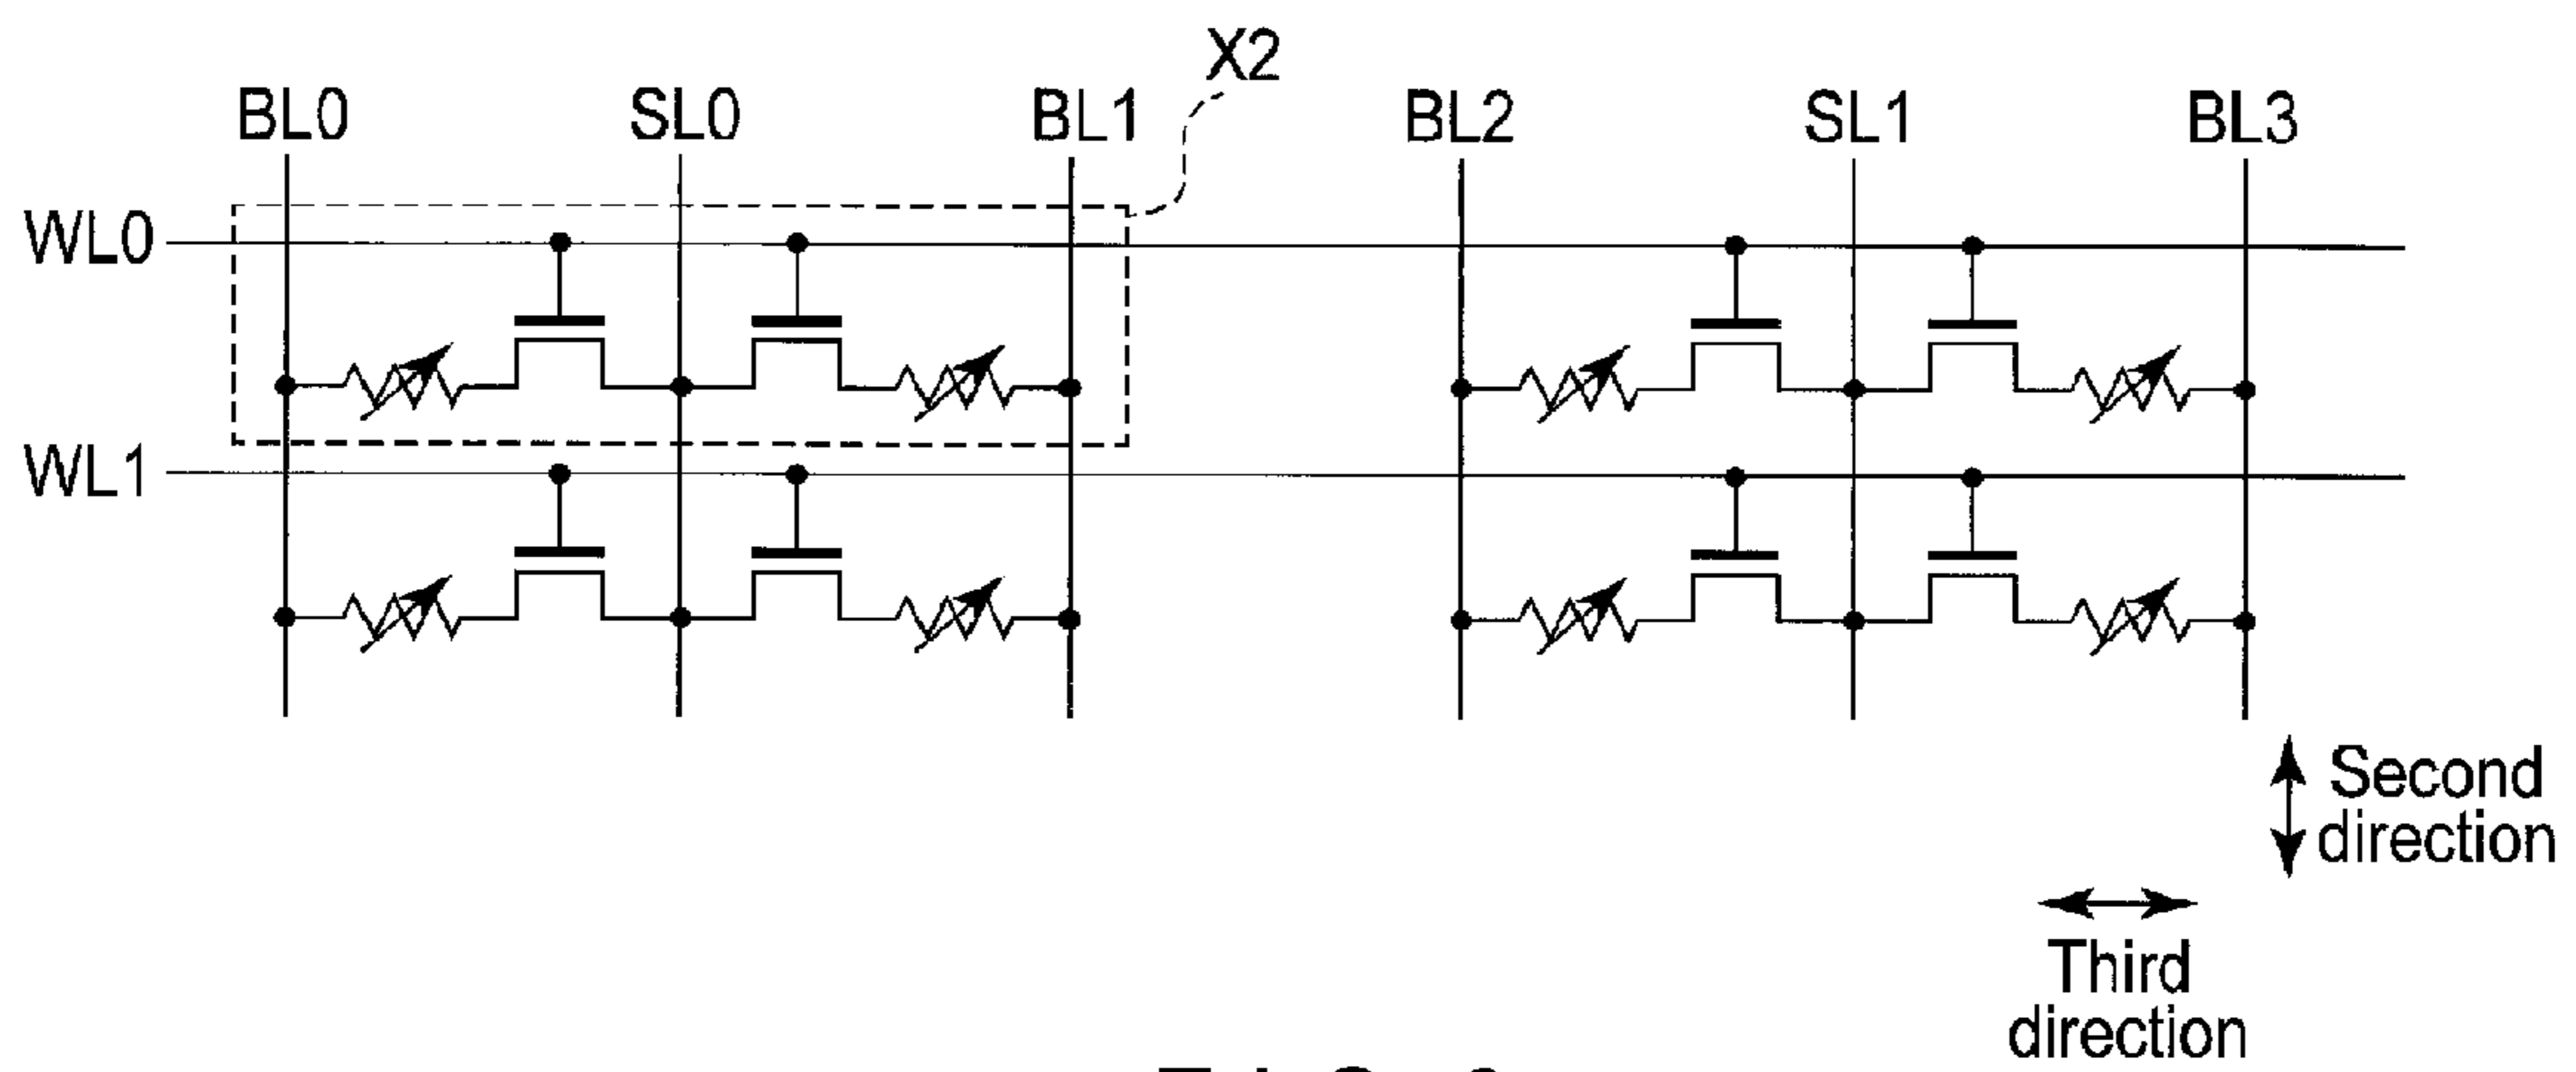 X2
BL0 SL0 BL1 BL2 SL1 BL3
WL0
WL1
Second
direction
Third
direction